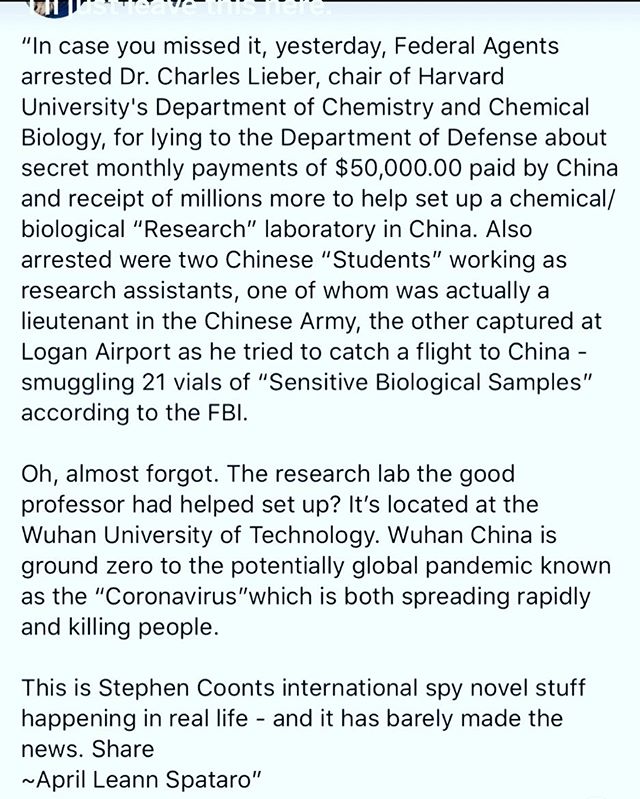 I'll just leave this here.
“In case you missed it, yesterday, Federal Agents
arrested Dr. Charles Lieber, chair of Harvard
University's Department of Chemistry and Chemical
Biology, for lying to the Department of Defense about
secret monthly payments of $50,000.00 paid by China
and receipt of millions more to help set up a chemical/
biological “Research” laboratory in China. Also
arrested were two Chinese “Students” working as
research assistants, one of whom was actually a
lieutenant in the Chinese Army, the other captured at
Logan Airport as he tried to catch a flight to China -
smuggling 21 vials of “Sensitive Biological Samples”
according to the FBI.
Oh, almost forgot. The research lab the good
professor had helped set up? It’s located at the
Wuhan University of Technology. Wuhan China is
ground zero to the potentially global pandemic known
as the “Coronavirus”which is both spreading rapidly
and killing people.
This is Stephen Coonts international spy novel stuff
happening in real life - and it has barely made the
news. Share
~April Leann Spataro”